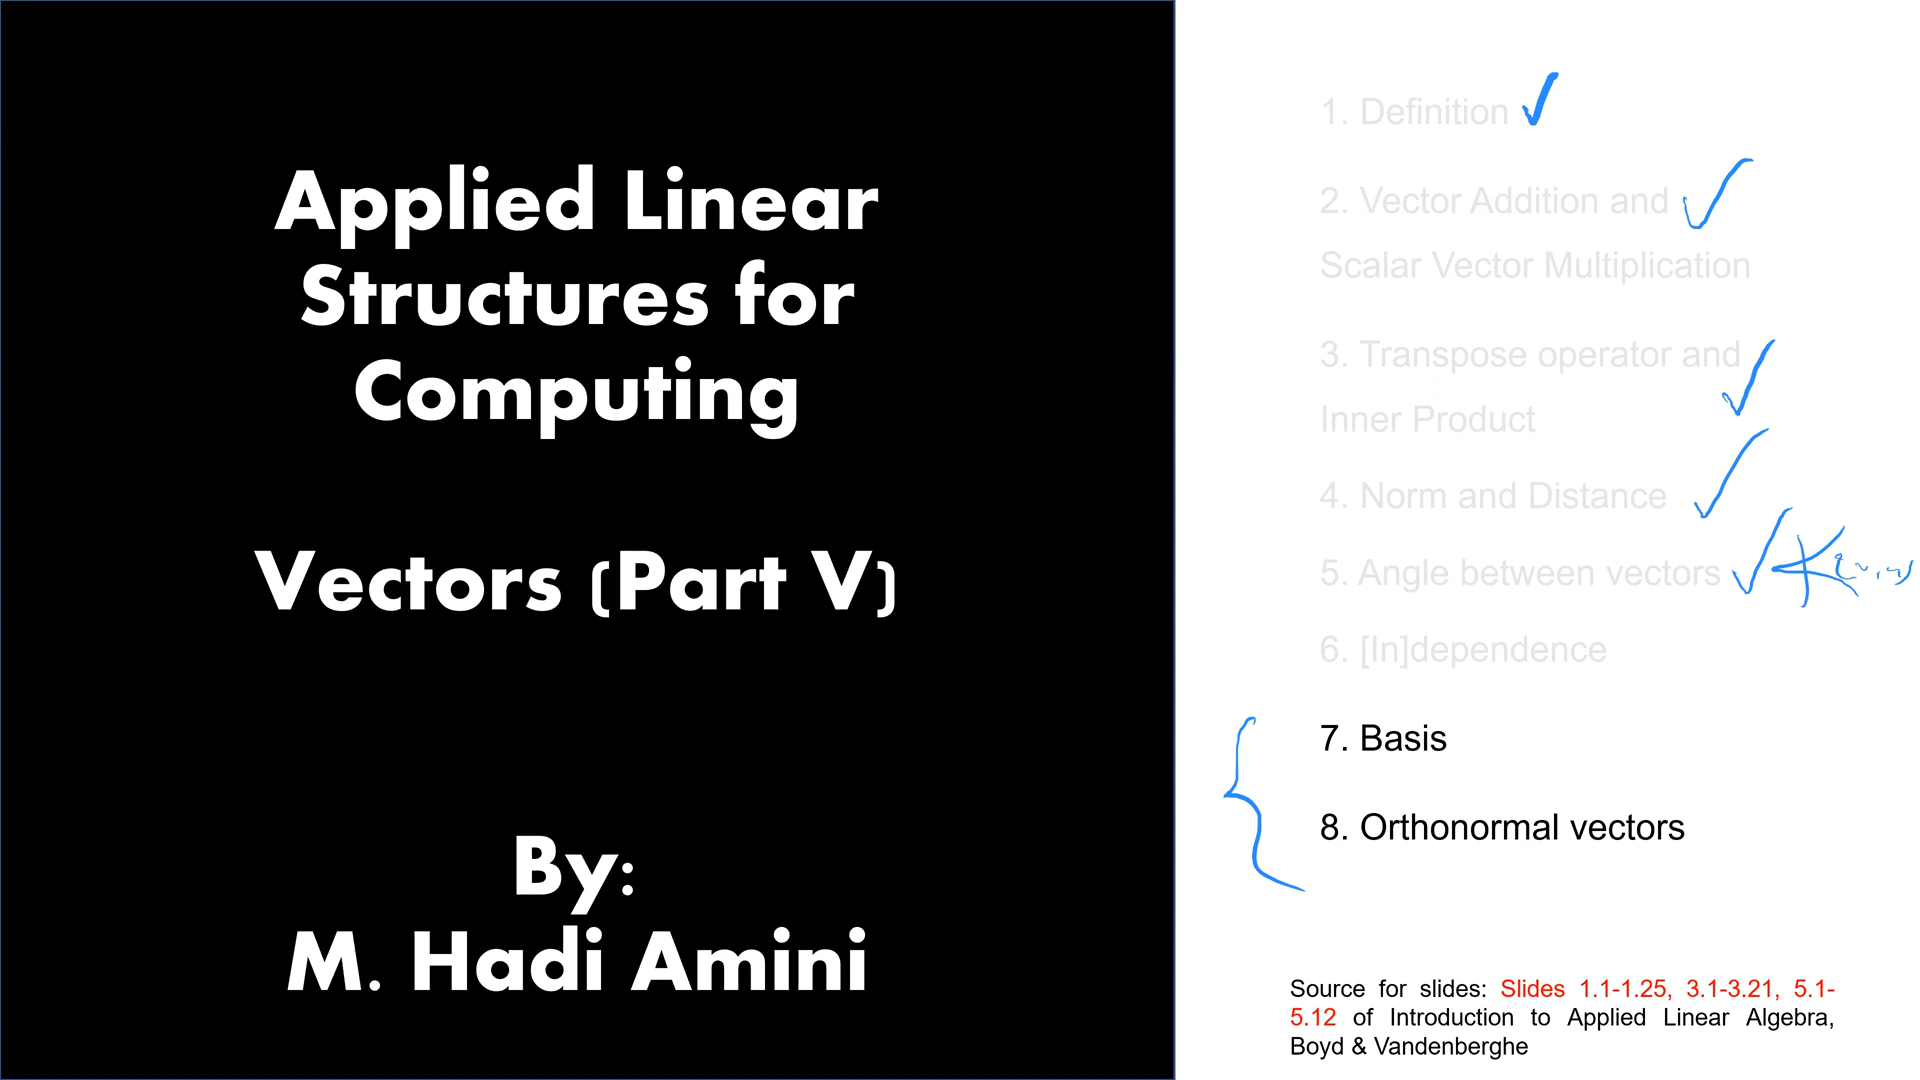 Applied Linear
Structures for
Computing
Vectors (Part V)
By:
M. Hadi Amini
1. Definition
2. Vector Addition and
Scalar Vector Multiplication
3. Transpose operator and
Inner Product
4. Norm and Distance
5. Angle between vectors
6. [In]dependence
7. Basis
8. Orthonormal vectors
Source for slides: Slides 1.1-1.25, 3.1-3.21, 5.1-
5.12 of Introduction to Applied Linear Algebra,
Boyd & Vandenberghe